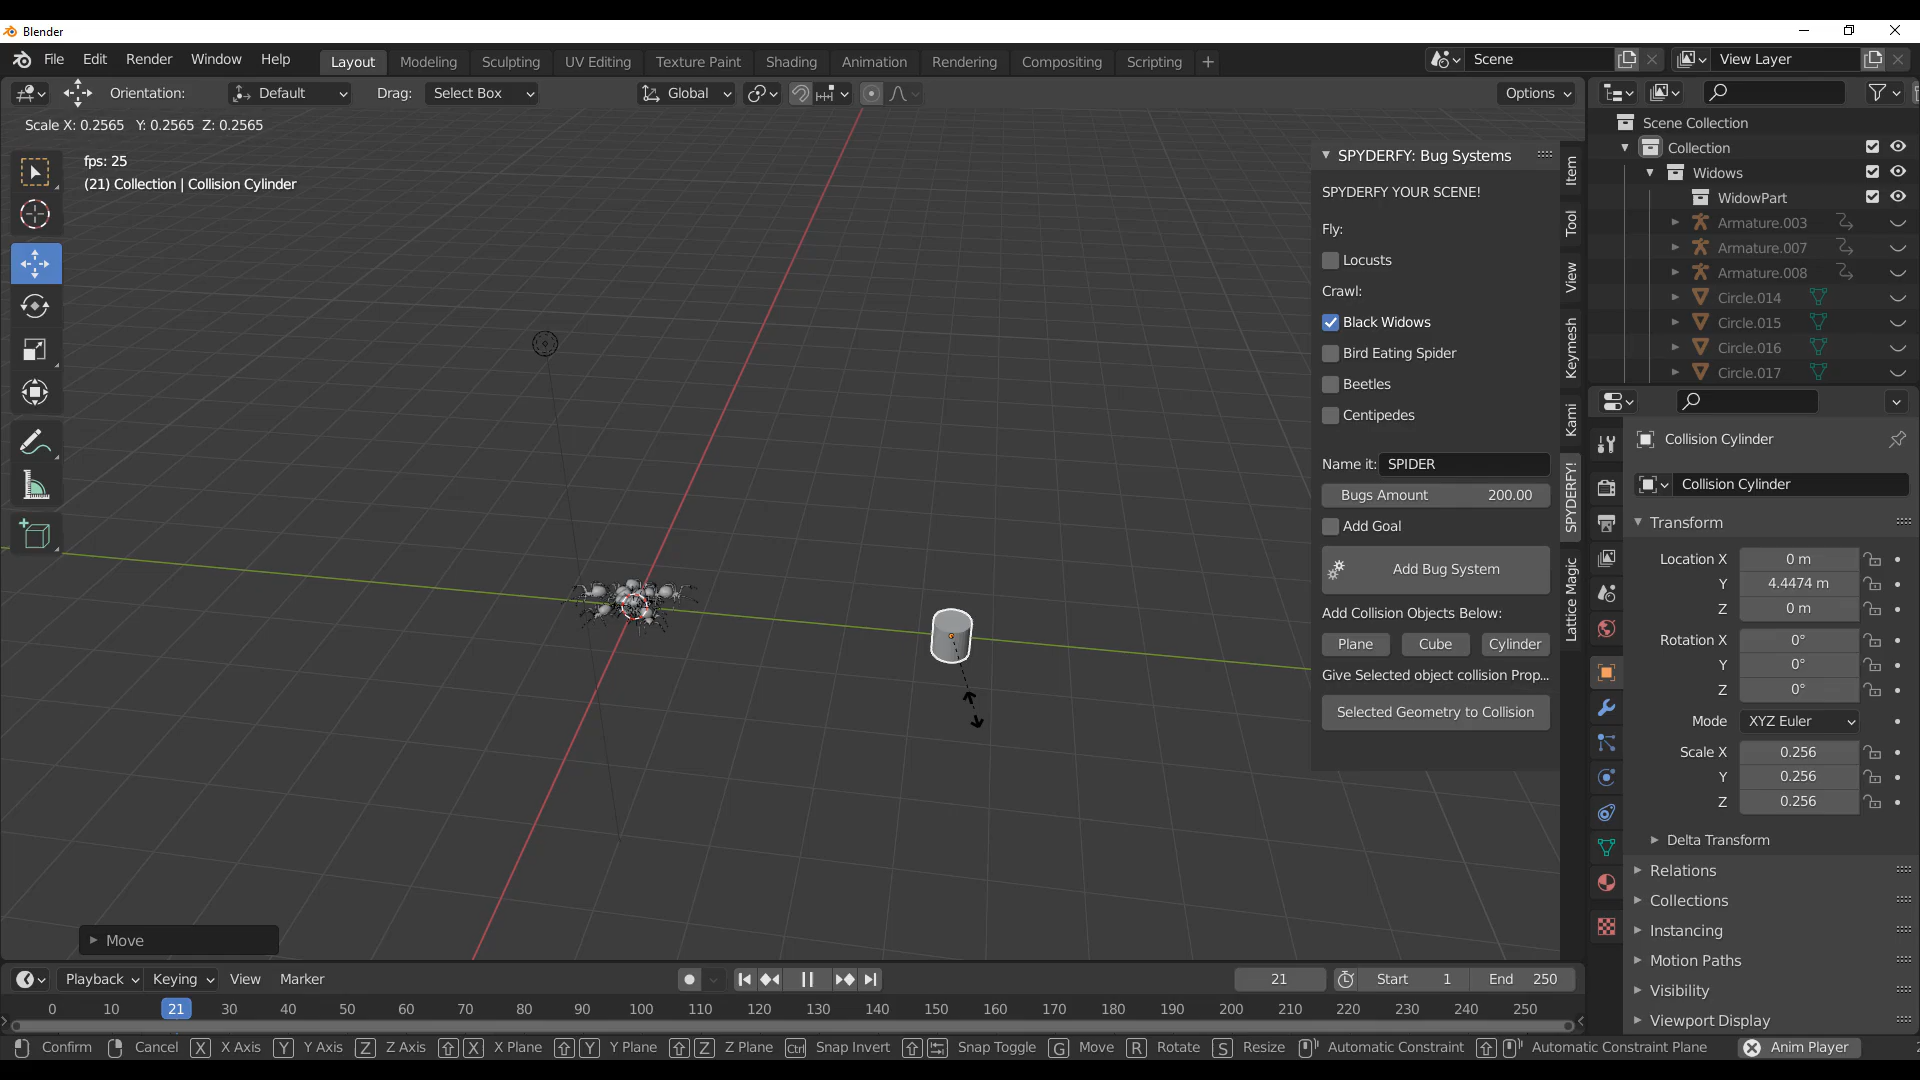 Blender
File Edit Render Window Help Layout Modeling Sculpting UV Editing Texture Paint Shading Animation Rendering Compositing Scripting + Scene View Layer
Orientation: Default Drag: Select Box Global Options
Scale X: 0.2565 Y: 0.2565 Z: 0.2565
fps: 25
(21) Collection | Collision Cylinder
SPYDERFY: Bug Systems
SPYDERFY YOUR SCENE!
Fly:
Locusts
Crawl:
Black Widows
Bird Eating Spider
Beetles
Centipedes
Name it: SPIDER
Bugs Amount 200.00
Add Goal
Add Bug System
Add Collision Objects Below:
Plane Cube Cylinder
Give Selected object collision Prop...
Selected Geometry to Collision
Item
Tool
View
Keymesh
Kami
SPYDERFY!
Lattice Magic
Scene Collection
Collection
Widows
WidowPart
Armature.003
Armature.007
Armature.008
Circle.014
Circle.015
Circle.016
Circle.017
Collision Cylinder
Collision Cylinder
Transform
Location X 0 m
Y 4.4474 m
Z 0 m
Rotation X 0°
Y 0°
Z 0°
Mode XYZ Euler
Scale X 0.256
Y 0.256
Z 0.256
Delta Transform
Relations
Collections
Instancing
Motion Paths
Visibility
Viewport Display
Move
Playback Keying View Marker 21 Start 1 End 250
0 10 21 30 40 50 60 70 80 90 100 110 120 130 140 150 160 170 180 190 200 210 220 230 240 250
Confirm Cancel X X Axis Y Y Axis Z Z Axis X X Plane Y Y Plane Z Z Plane Ctrl Snap Invert Snap Toggle G Move R Rotate S Resize Automatic Constraint Automatic Constraint Plane Anim Player